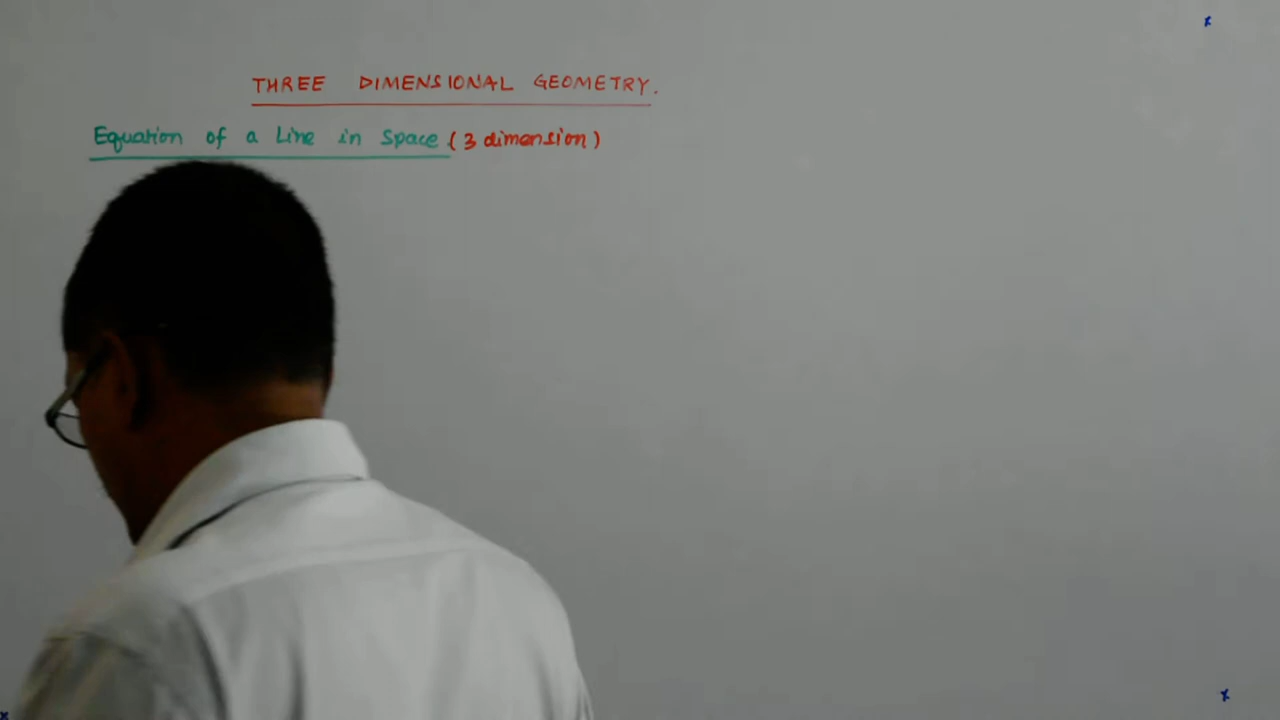 THREE DIMENSIONAL GEOMETRY.
Equation of a Line in Space (3 dimension)